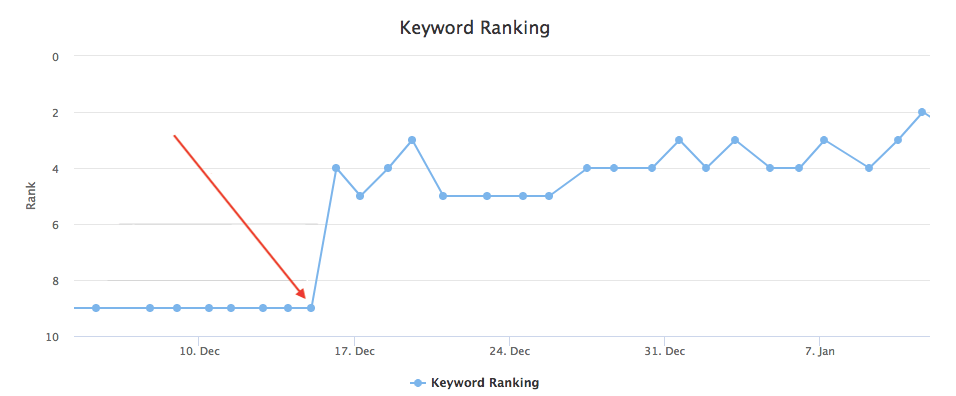 Keyword Ranking
0
2
4
6
8
10
Rank
10. Dec
17. Dec
24. Dec
31. Dec
7. Jan
Keyword Ranking